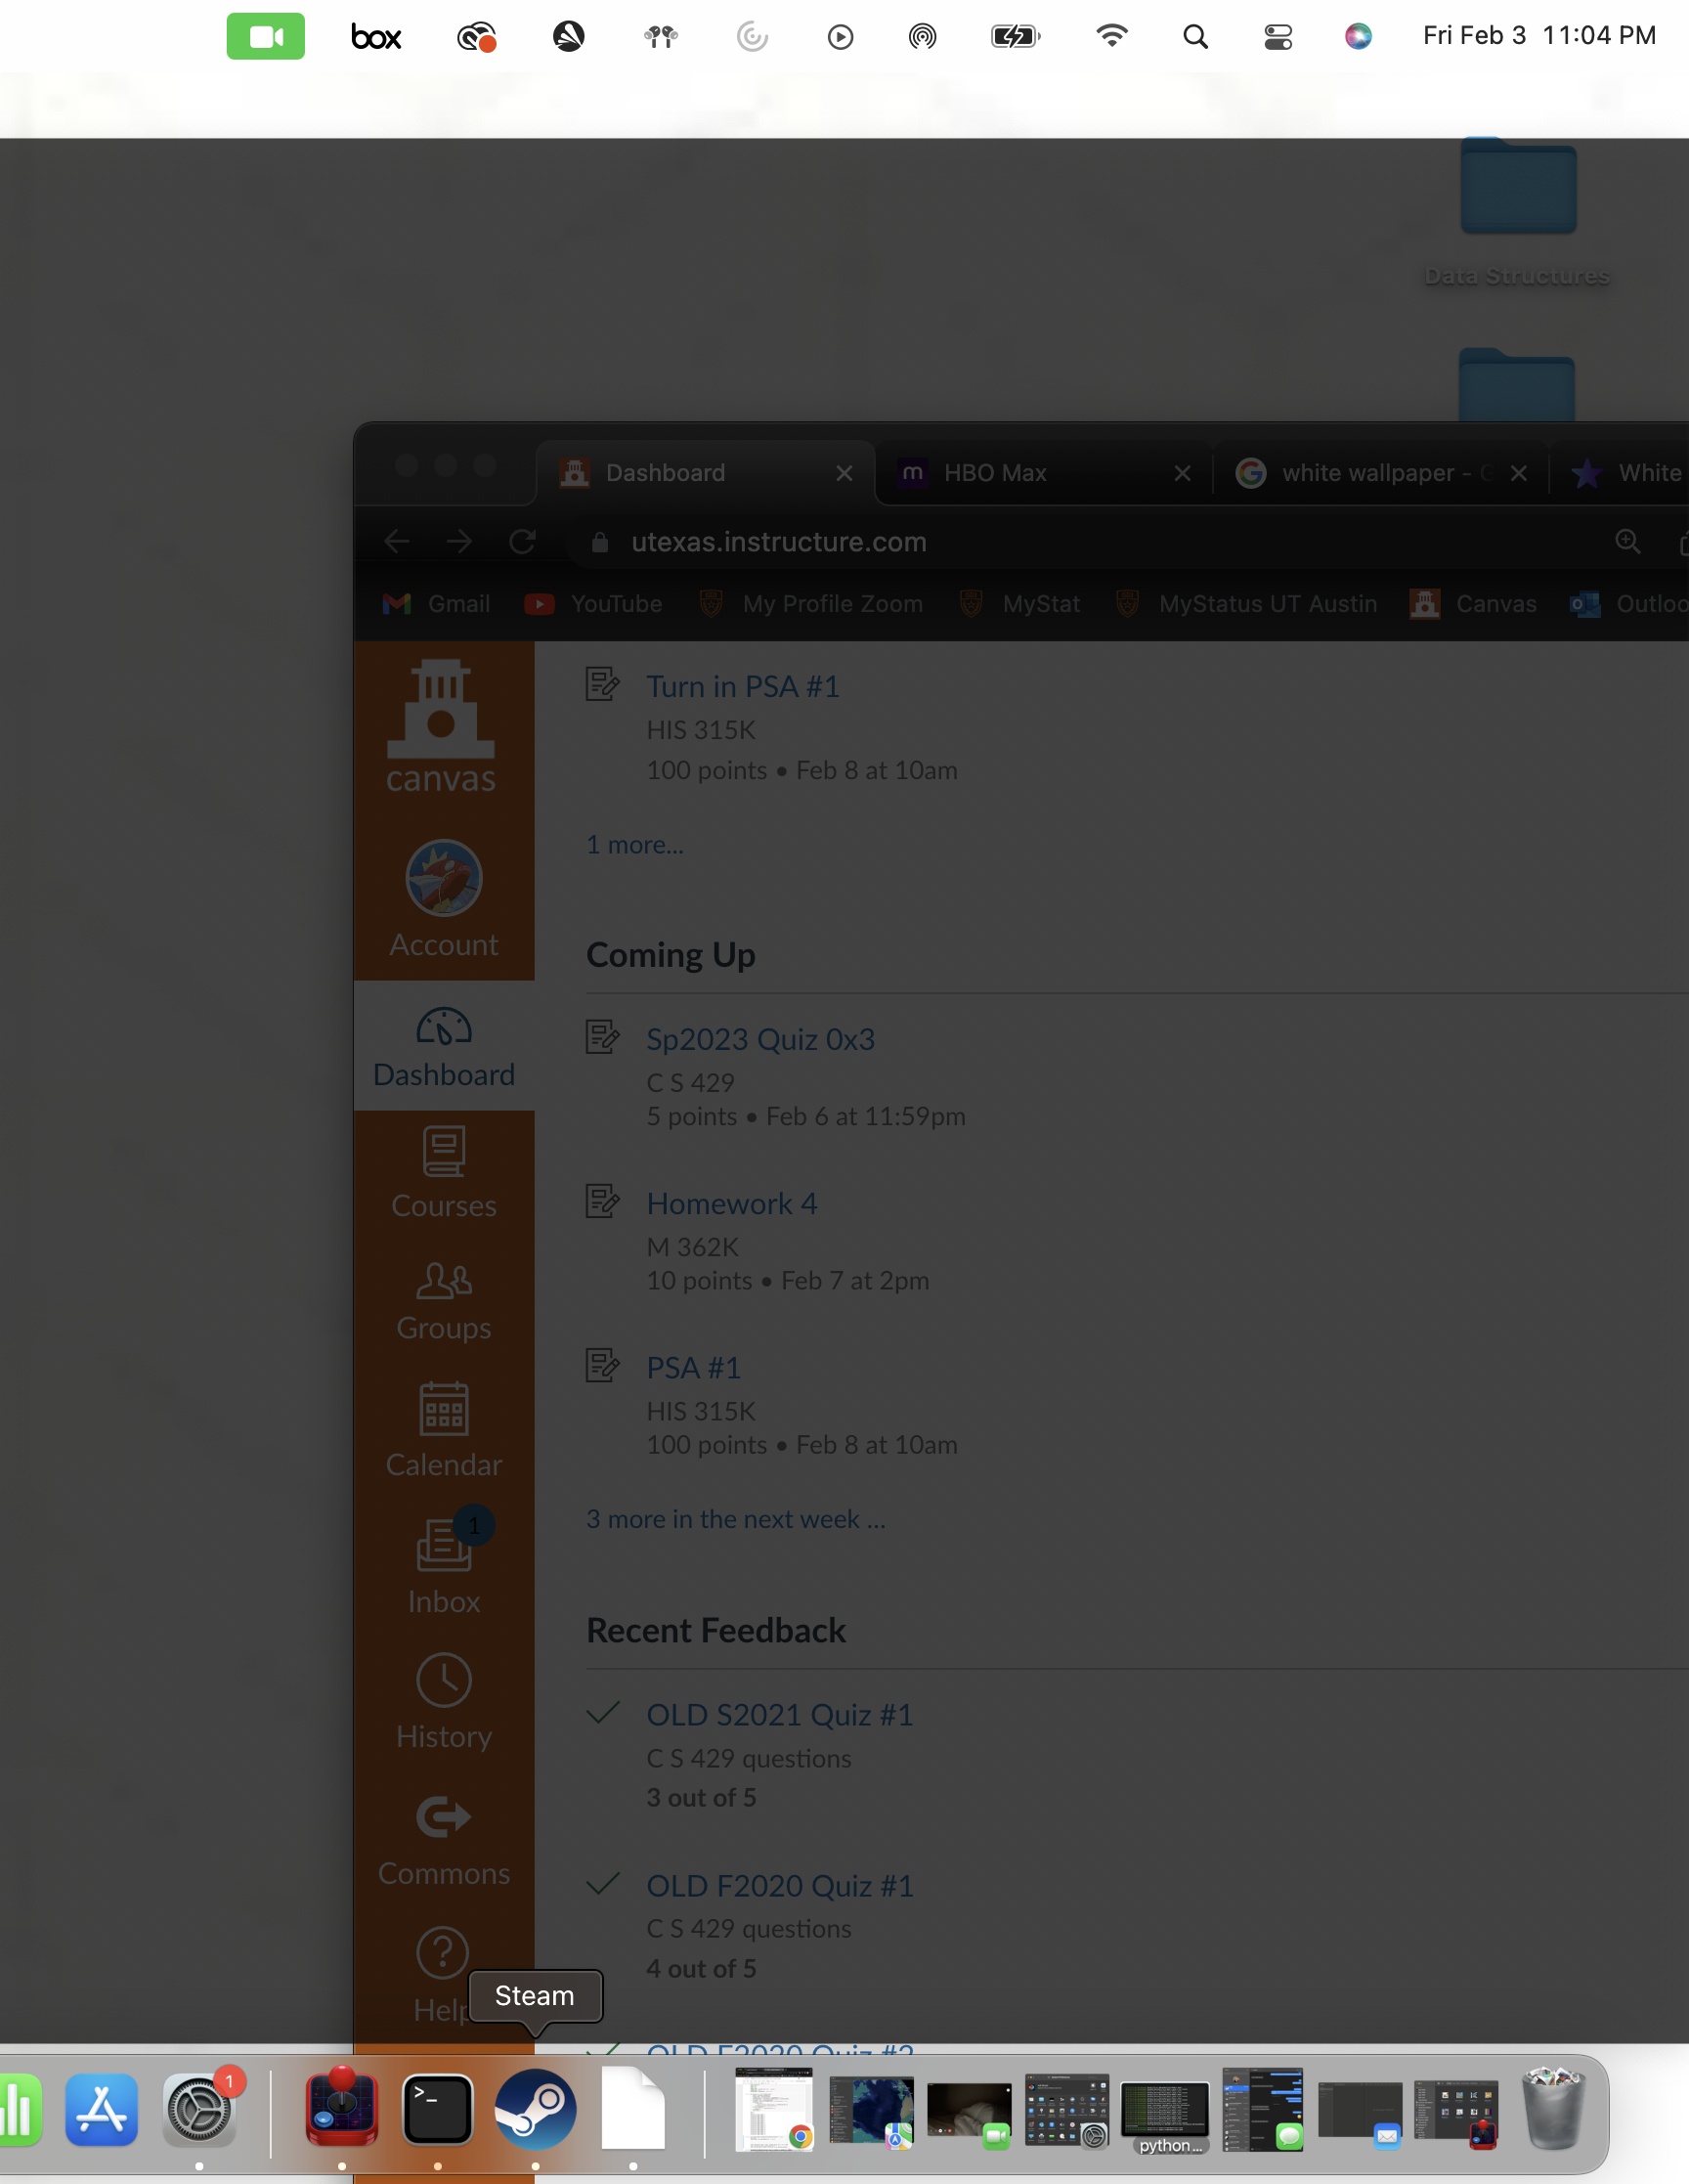 box
Fri Feb 3 11:04 PM
Data Structures
Dashboard
HBO Max
white wallpaper -
White
utexas.instructure.com
Gmail
YouTube
My Profile Zoom
MyStat
MyStatus UT Austin
Canvas
Outloo
canvas
Account
Dashboard
Courses
Groups
Calendar
1
Inbox
History
Commons
Help
Turn in PSA #1
HIS 315K
100 points • Feb 8 at 10am
1 more...
Coming Up
Sp2023 Quiz 0x3
C S 429
5 points • Feb 6 at 11:59pm
Homework 4
M 362K
10 points • Feb 7 at 2pm
PSA #1
HIS 315K
100 points • Feb 8 at 10am
3 more in the next week ...
Recent Feedback
OLD S2021 Quiz #1
C S 429 questions
3 out of 5
OLD F2020 Quiz #1
C S 429 questions
4 out of 5
OLD F2020 Quiz #2
Steam
1
>_
python...